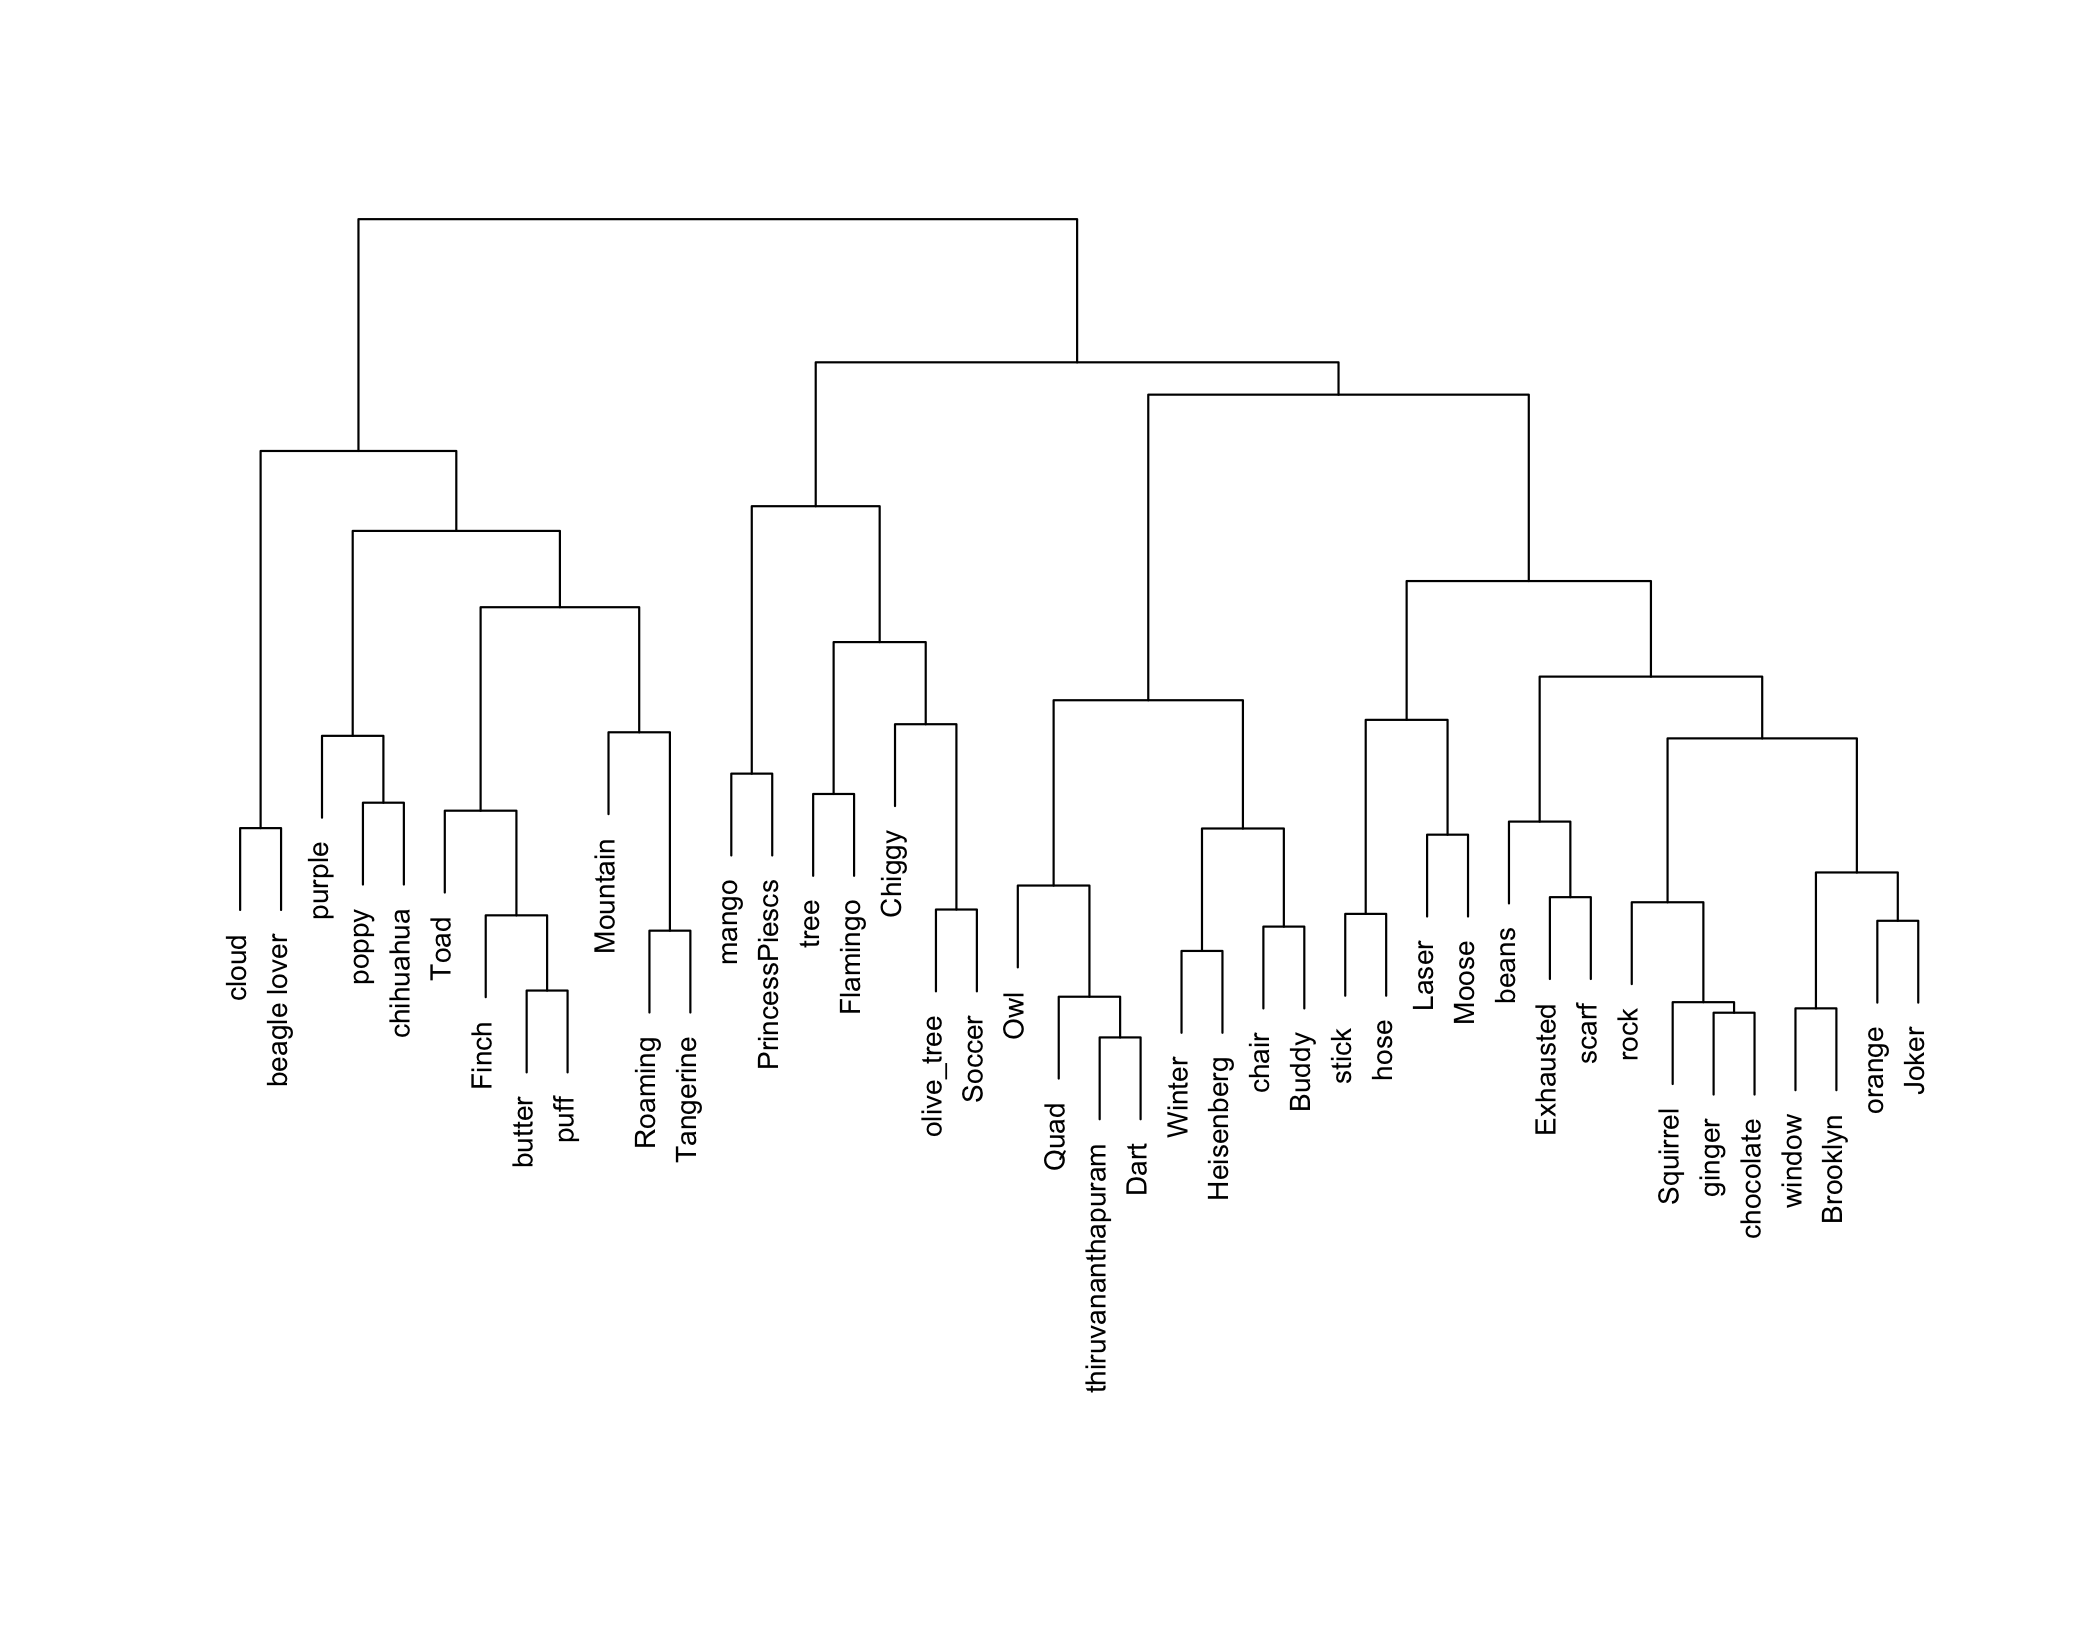 cloud
beagle lover
purple
poppy
chihuahua
Toad
Finch
butter
puff
Mountain
Roaming
Tangerine
mango
PrincessPiescs
tree
Flamingo
Chiggy
olive_tree
Soccer
Owl
Quad
thiruvananthapuram
Dart
Winter
Heisenberg
chair
Buddy
stick
hose
Laser
Moose
beans
Exhausted
scarf
rock
Squirrel
ginger
chocolate
window
Brooklyn
orange
Joker